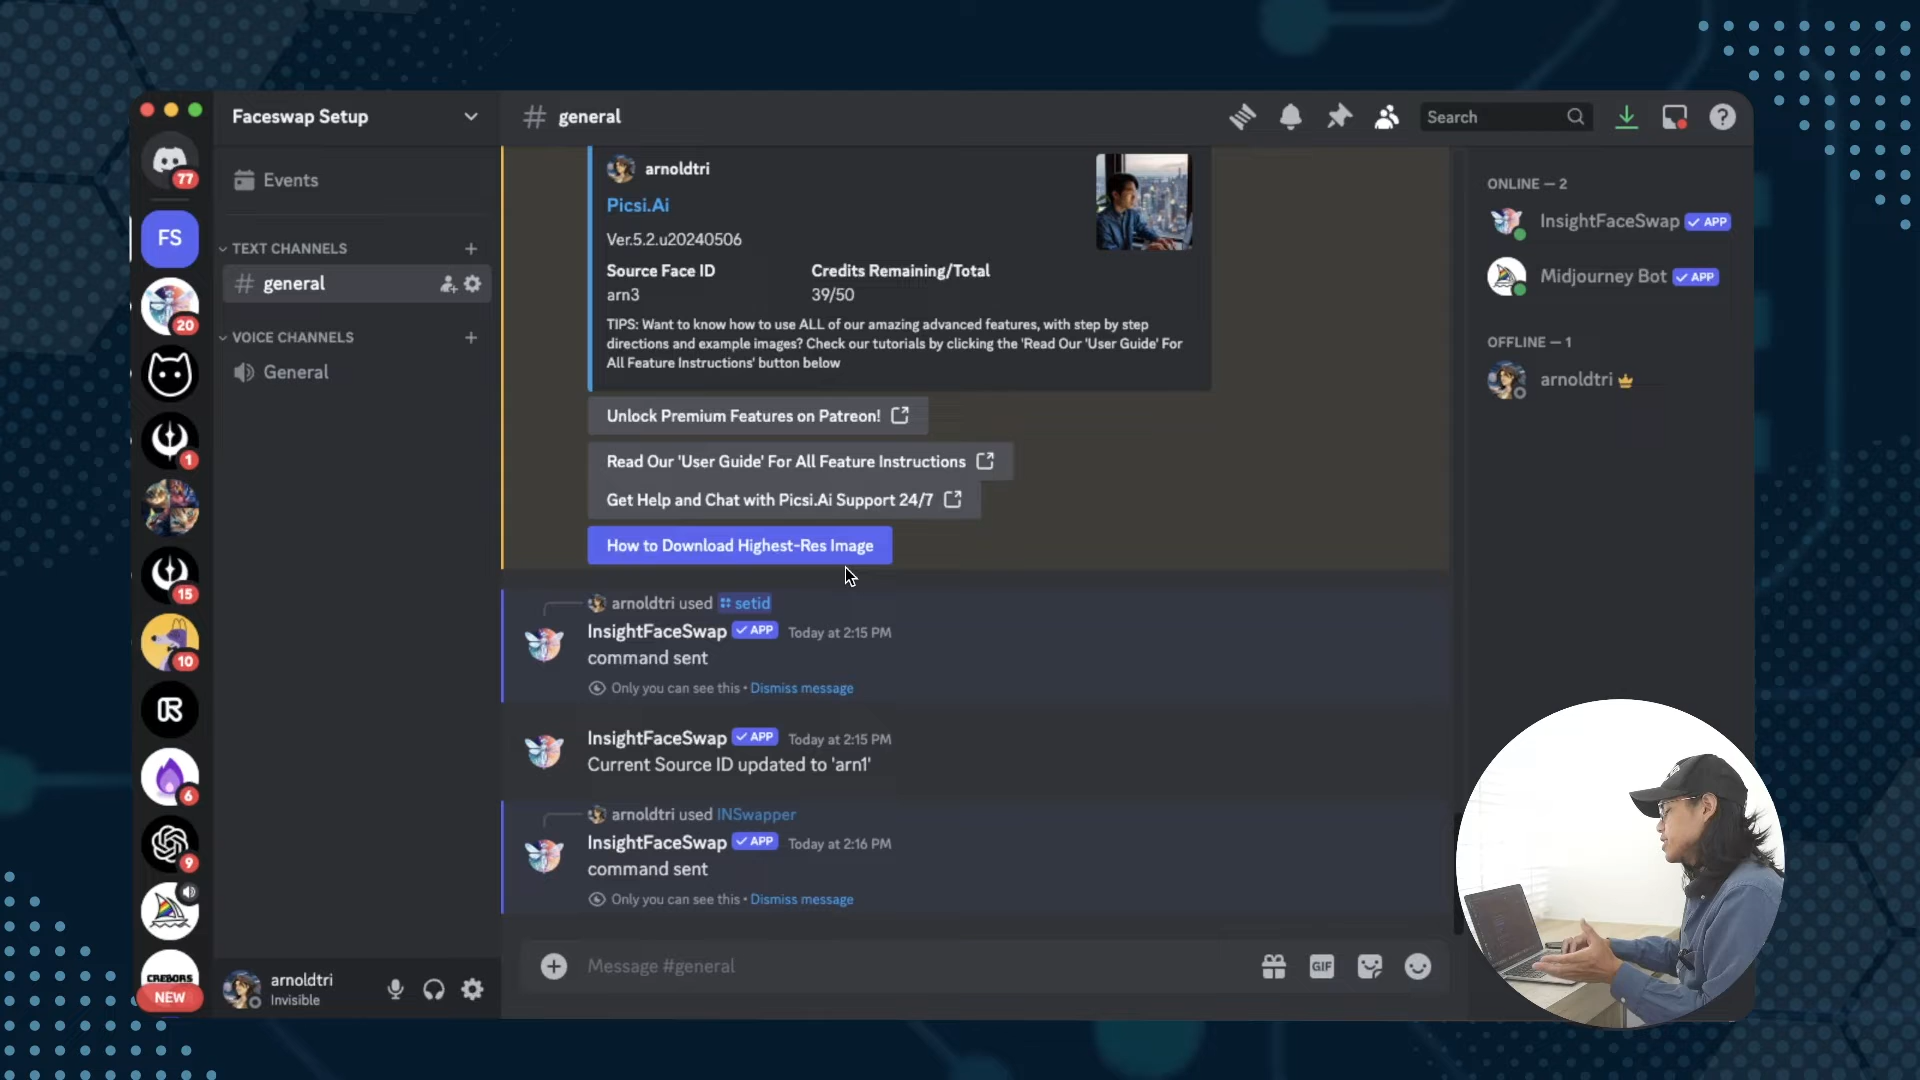 Faceswap Setup
general
Search
77
Events
FS
TEXT CHANNELS
general
20
VOICE CHANNELS
General
1
15
10
6
9
CREBORS
NEW
arnoldtri
Invisible
arnoldtri
Picsi.Ai
Ver.5.2.u20240506
Source Face ID
Credits Remaining/Total
arn3
39/50
TIPS: Want to know how to use ALL of our amazing advanced features, with step by step
directions and example images? Check our tutorials by clicking the 'Read Our 'User Guide' For
All Feature Instructions' button below
Unlock Premium Features on Patreon!
Read Our 'User Guide' For All Feature Instructions
Get Help and Chat with Picsi.Ai Support 24/7
How to Download Highest-Res Image
arnoldtri used setid
InsightFaceSwap APP Today at 2:15 PM
command sent
Only you can see this • Dismiss message
InsightFaceSwap APP Today at 2:15 PM
Current Source ID updated to 'arn1'
arnoldtri used INSwapper
InsightFaceSwap APP Today at 2:16 PM
command sent
Only you can see this • Dismiss message
Message #general
GIF
ONLINE — 2
InsightFaceSwap APP
Midjourney Bot APP
OFFLINE — 1
arnoldtri